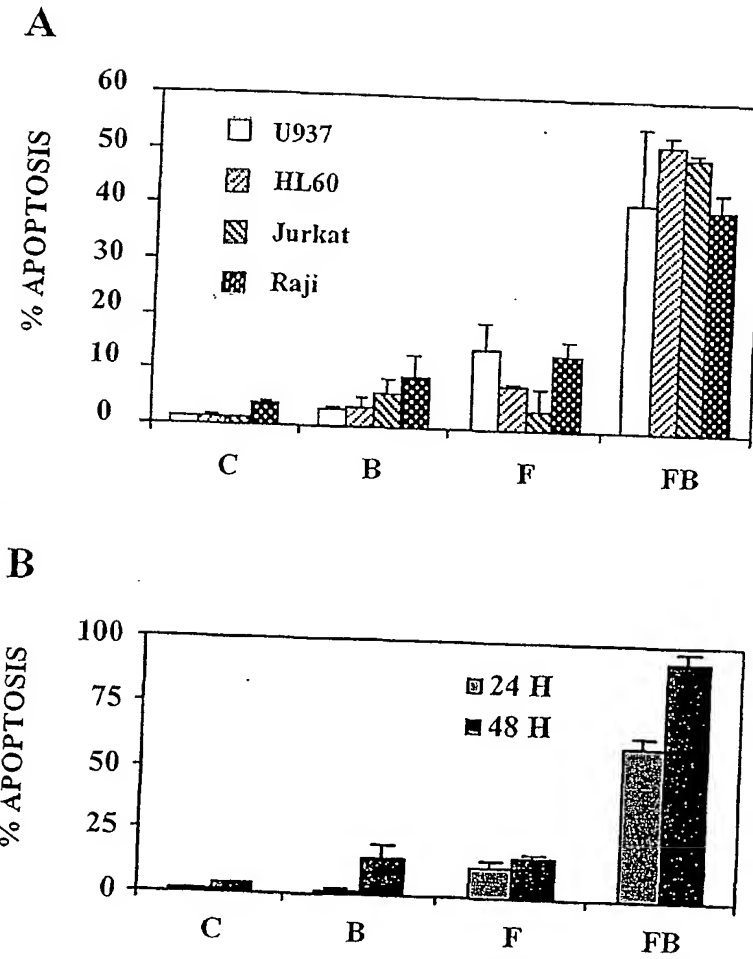 A
% APOPTOSIS
60
50
40
30
20
10
0
U937
HL60
Jurkat
Raji
C B F FB
B
% APOPTOSIS
100
75
50
25
0
24 H
48 H
C B F FB